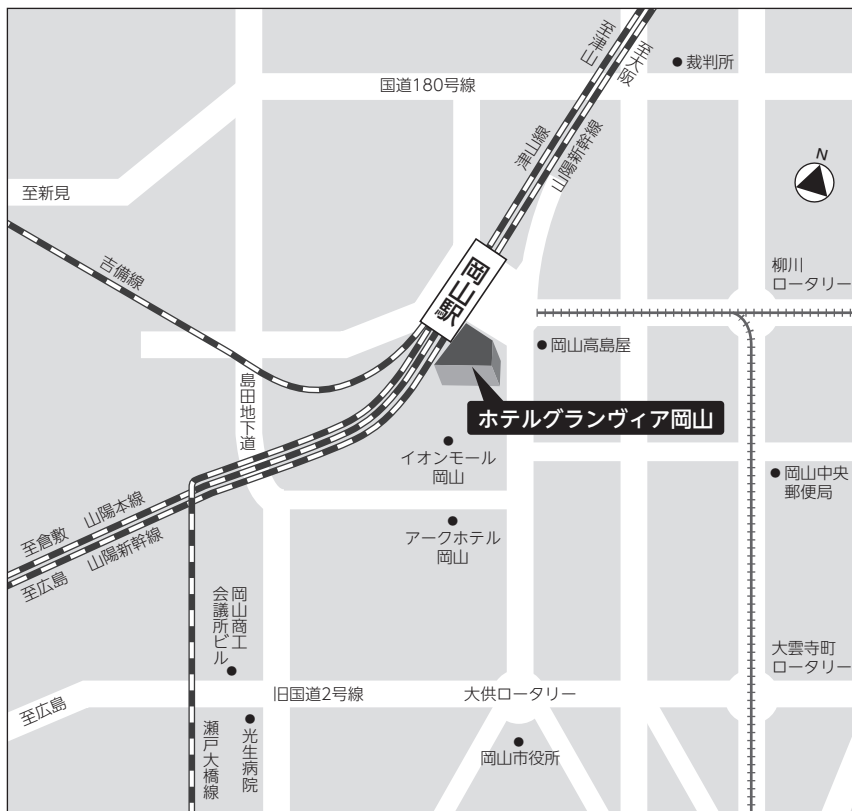 至津山
至大阪
裁判所
国道180号線
津山線
山陽新幹線
N
至新見
吉備線
岡山駅
柳川
ロータリー
岡山高島屋
島田地下道
ホテルグランヴィア岡山
イオンモール
岡山
岡山中央
郵便局
アークホテル
岡山
至倉敷
山陽本線
至広島
山陽新幹線
岡山商工
会議所ビル
大雲寺町
ロータリー
旧国道2号線
大供ロータリー
至広島
瀬戸大橋線
光生病院
岡山市役所